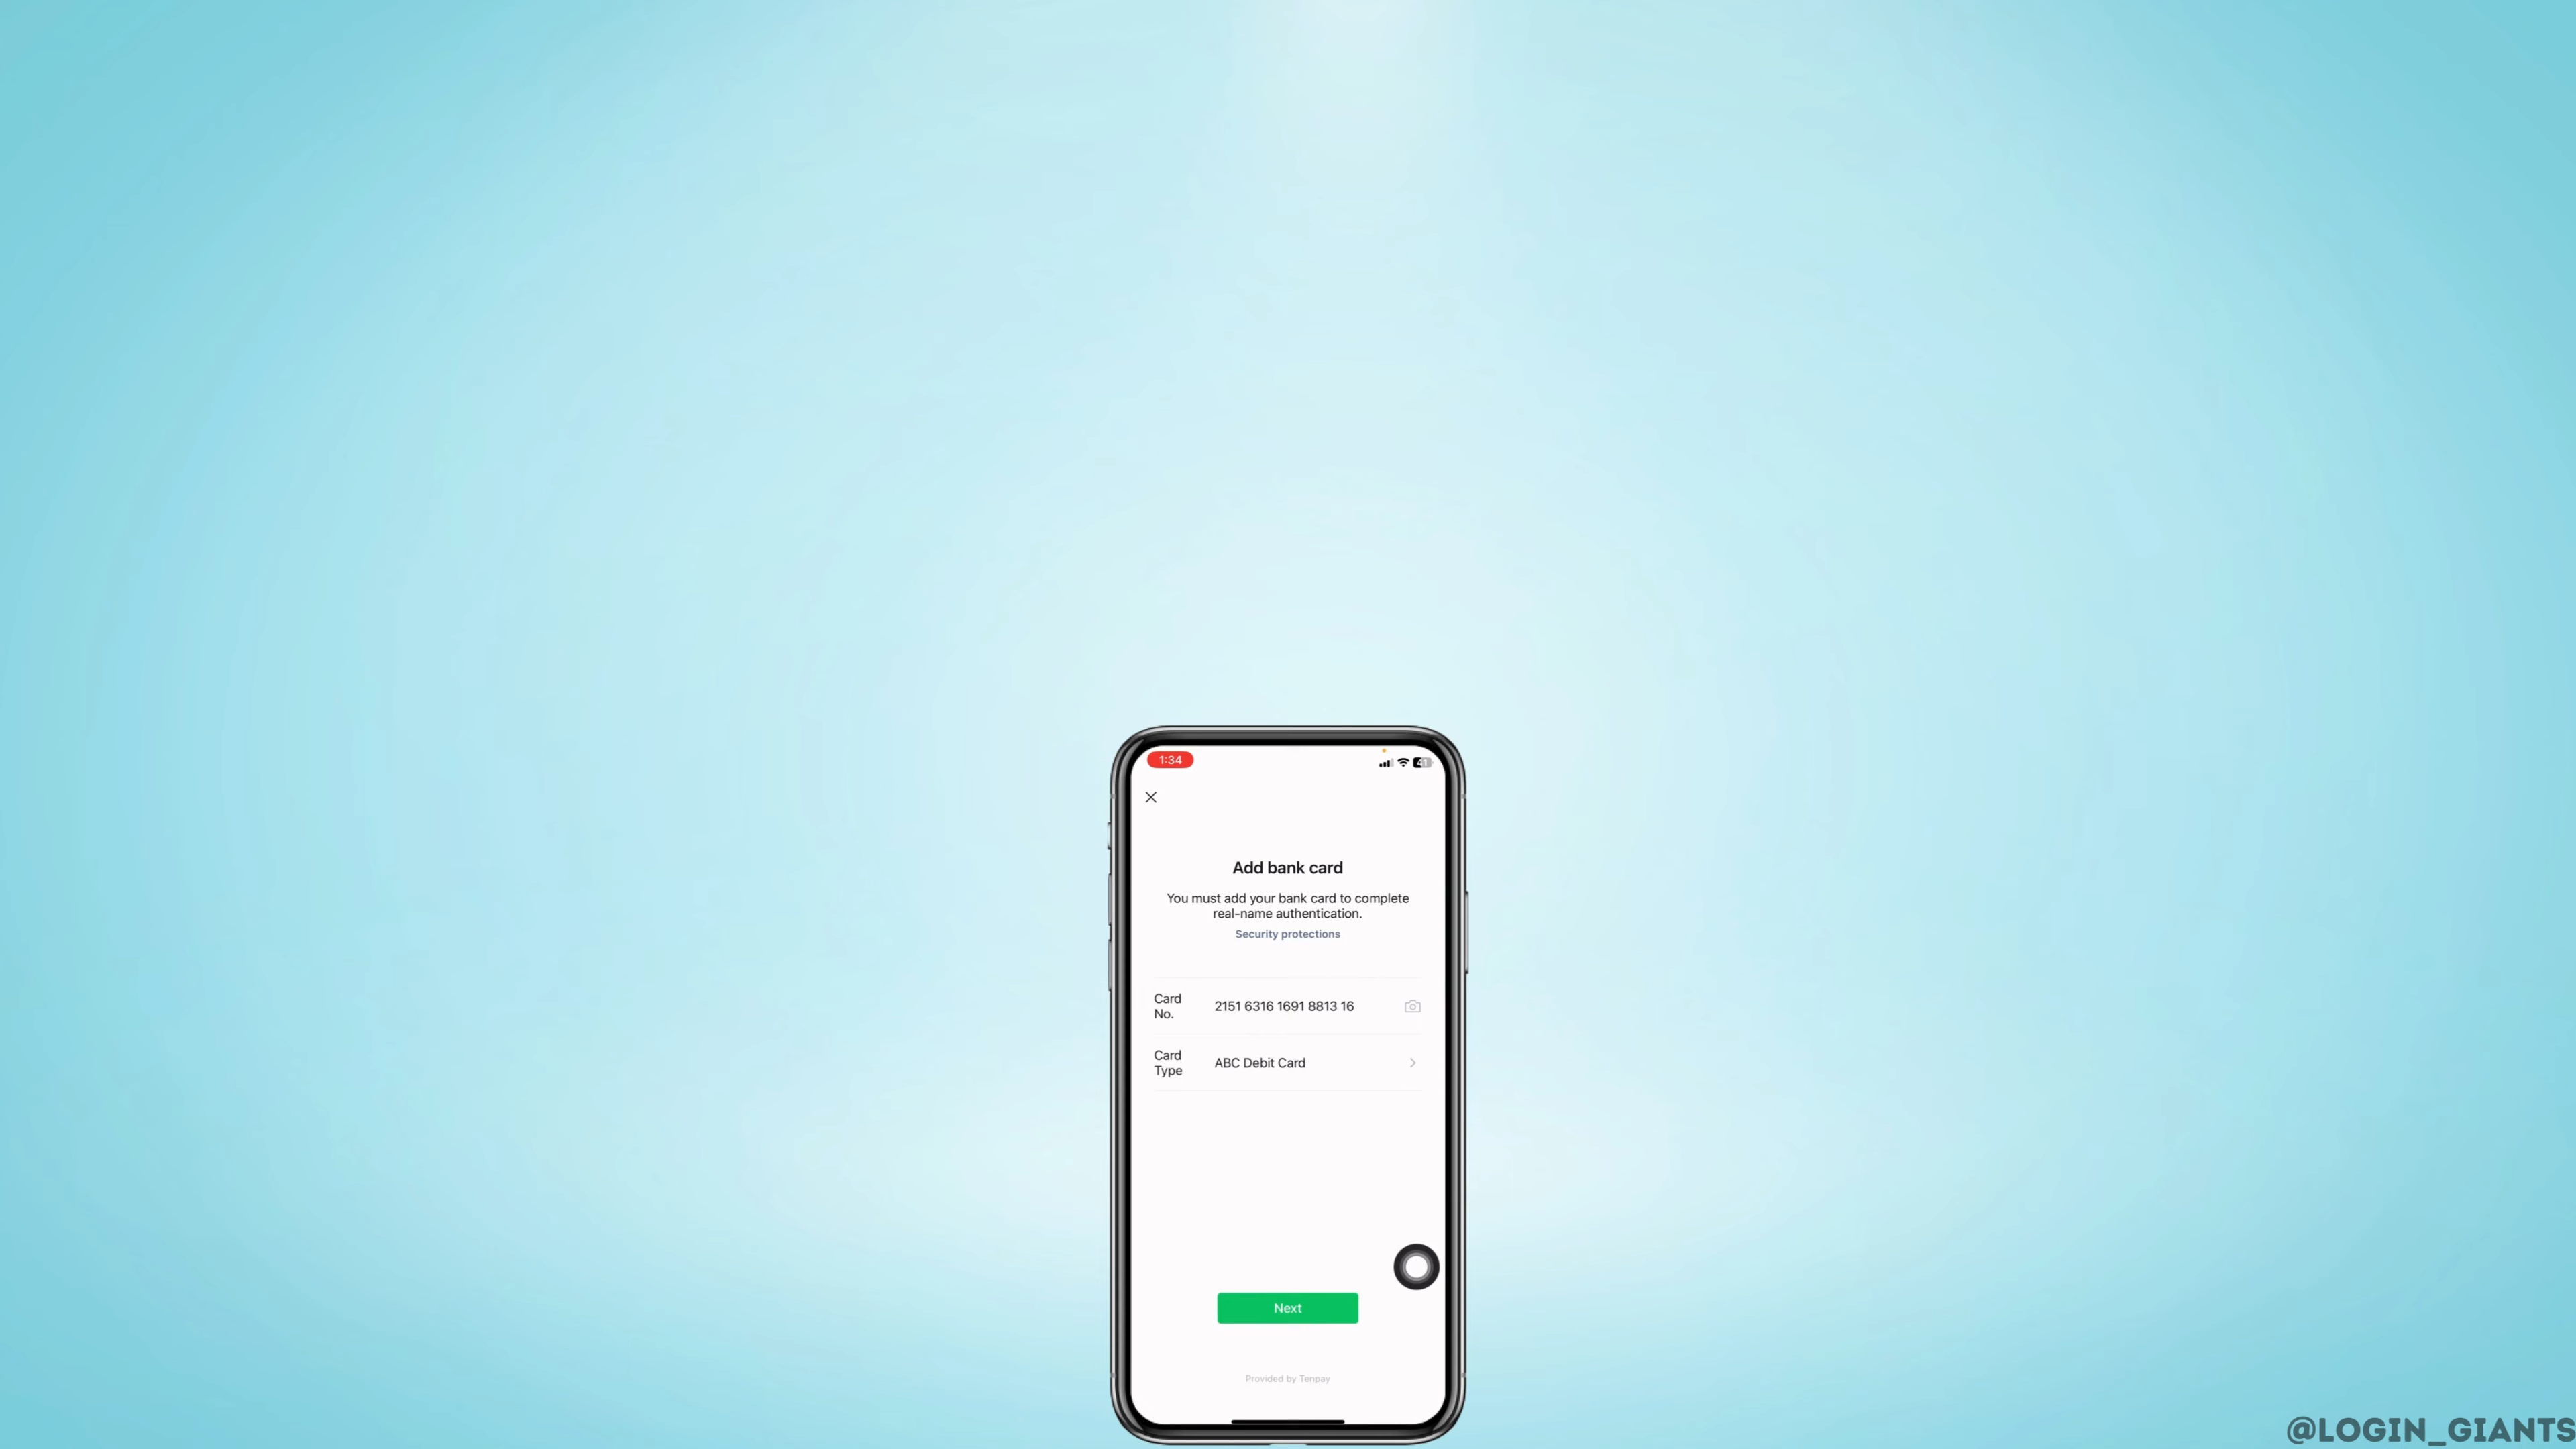 1:34
41
Add bank card
You must add your bank card to complete
real-name authentication.
Security protections
Card
No.
2151 6316 1691 8813 16
Card
Type
ABC Debit Card
Next
Provided by Tenpay
@LOGIN_GIANTS